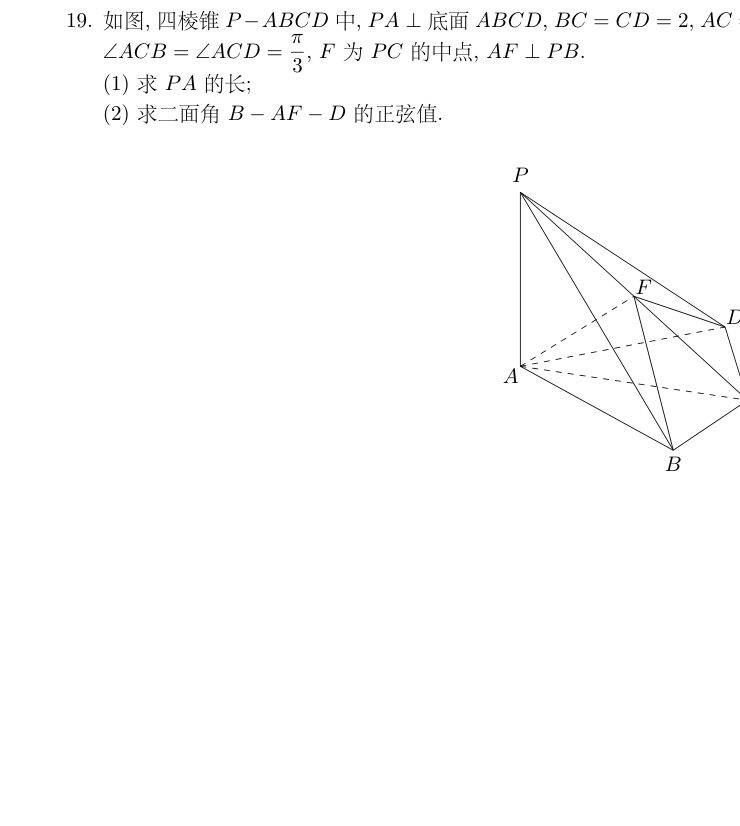 19. 如图, 四棱锥 P−ABCD 中, PA ⊥ 底面 ABCD, BC = CD = 2, AC
∠ACB = ∠ACD = π/3, F 为 PC 的中点, AF ⊥ PB.
(1) 求 PA 的长;
(2) 求二面角 B − AF − D 的正弦值.
P
F
D
A
B